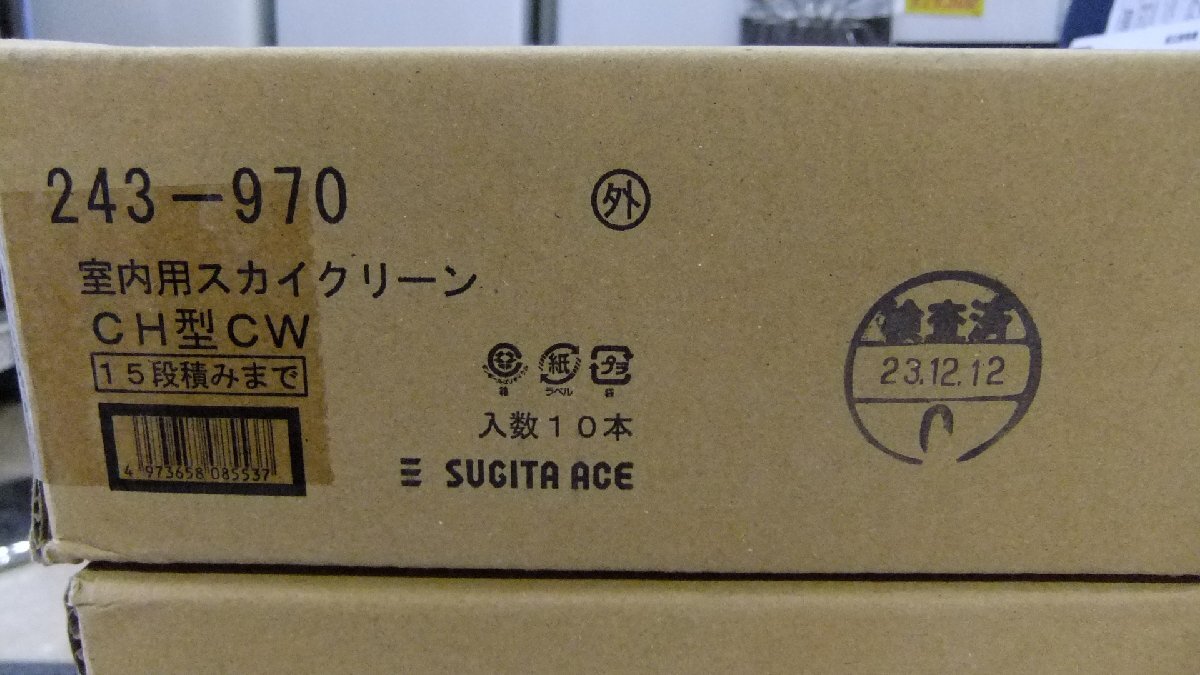 243-970
外
室内用スカイクリーン
CH型CW
15段積みまで
4 973658 085537
紙
ラベル
プラ
袋
箱
入数10本
SUGITA ACE
検査済
23.12.12